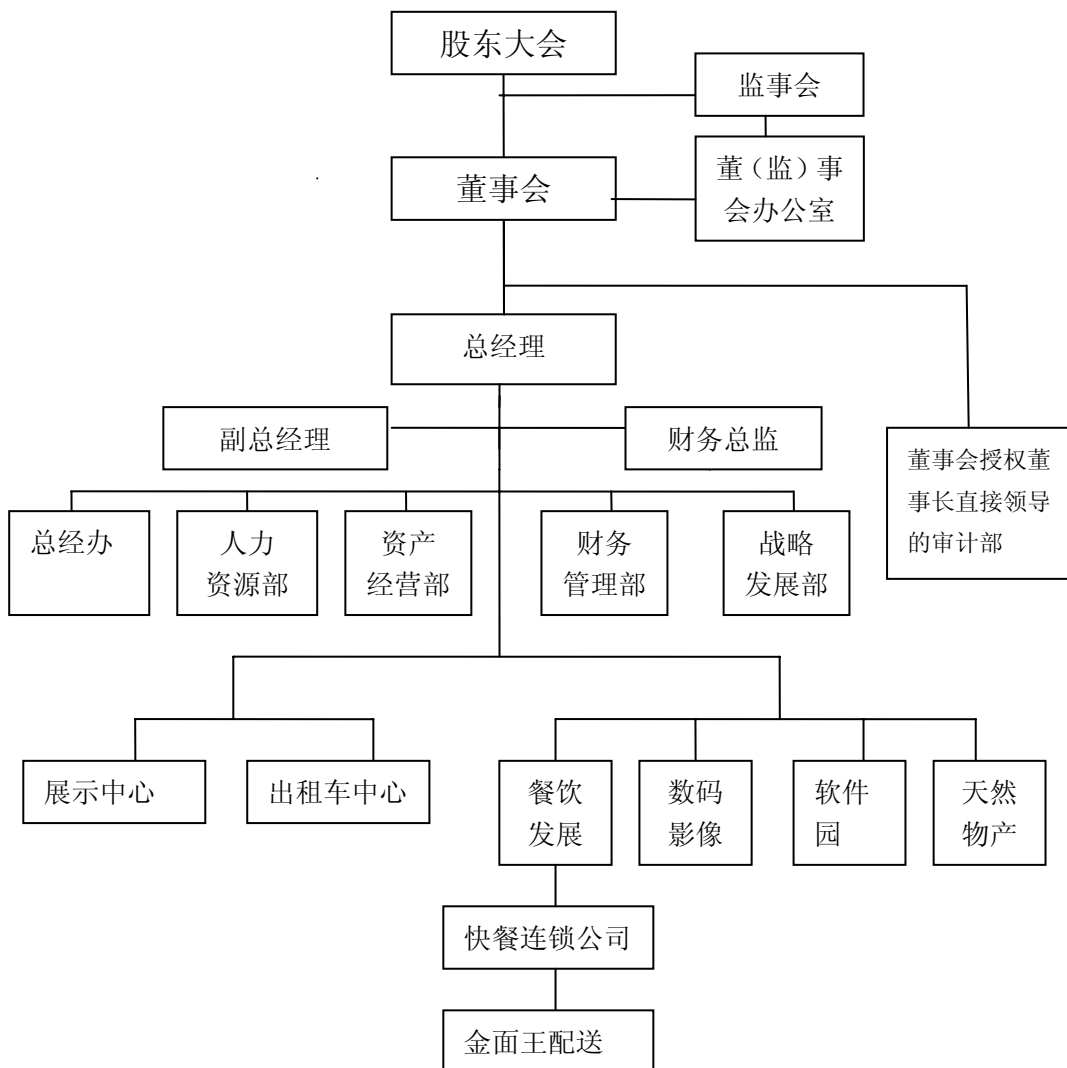 股东大会
监事会
董（监）事
会办公室
董事会
总经理
副总经理
财务总监
董事会授权董
事长直接领导
的审计部
总经办
人力
资源部
资产
经营部
财务
管理部
战略
发展部
展示中心
出租车中心
餐饮
发展
数码
影像
软件
园
天然
物产
快餐连锁公司
金面王配送